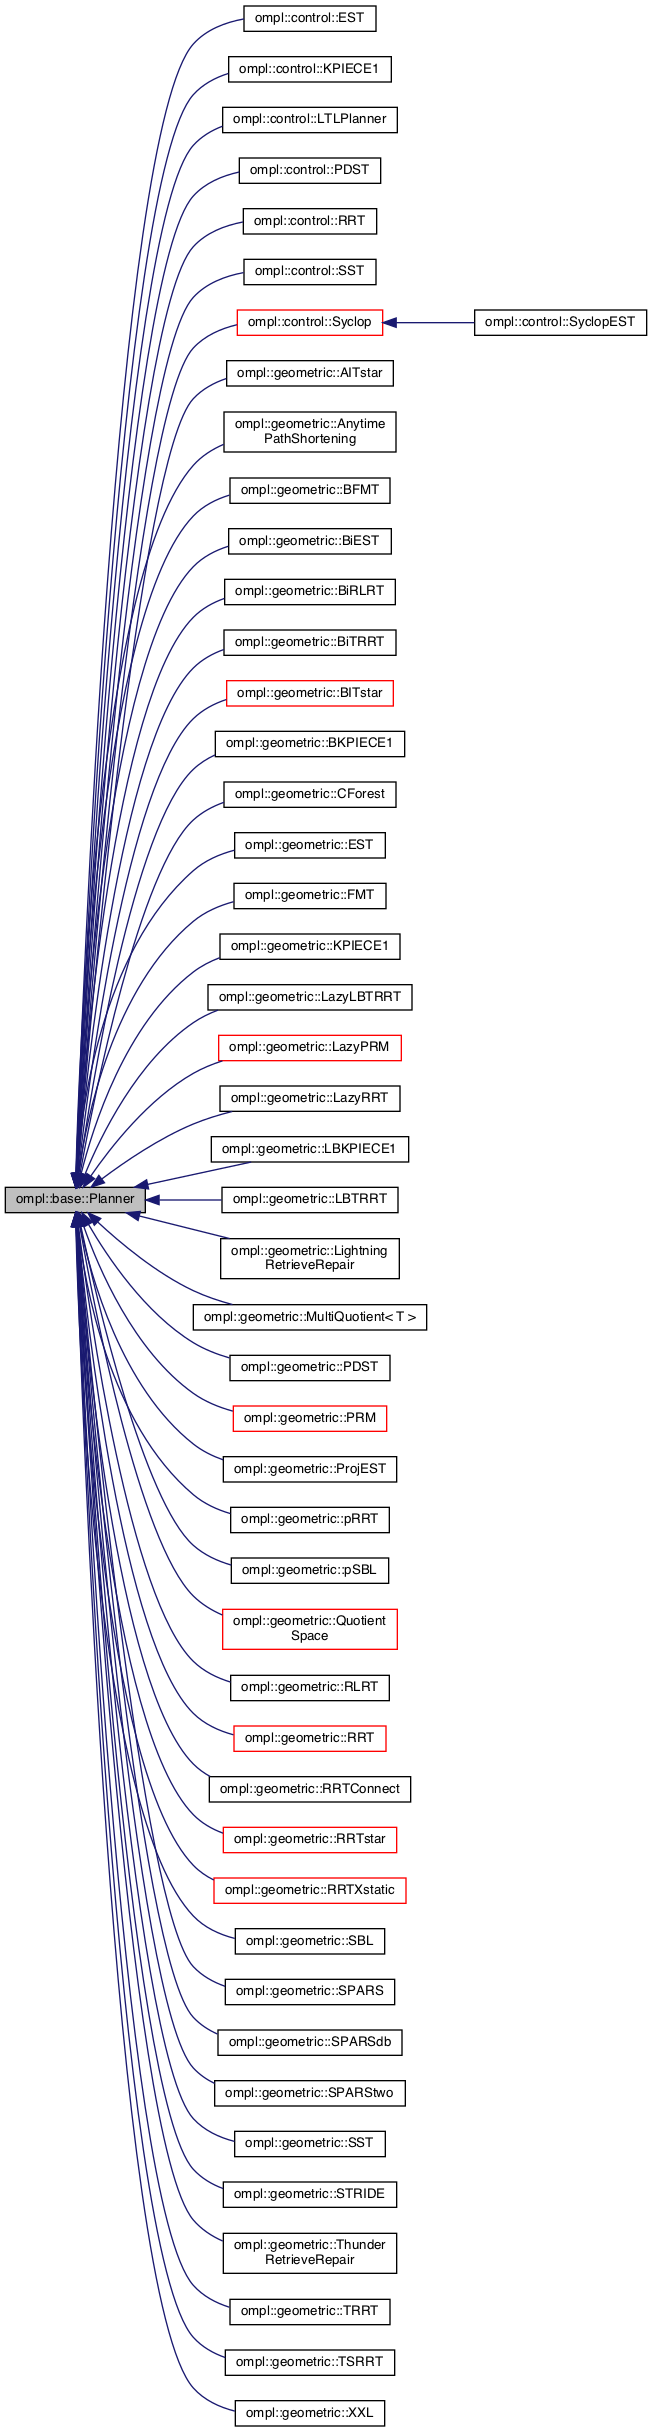 ompl::control::EST
ompl::control::KPIECE1
ompl::control::LTLPlanner
ompl::control::PDST
ompl::control::RRT
ompl::control::SST
ompl::control::Syclop
ompl::control::SyclopEST
ompl::geometric::AITstar
ompl::geometric::Anytime
PathShortening
ompl::geometric::BFMT
ompl::geometric::BiEST
ompl::geometric::BiRLRT
ompl::geometric::BiTRRT
ompl::geometric::BITstar
ompl::geometric::BKPIECE1
ompl::geometric::CForest
ompl::geometric::EST
ompl::geometric::FMT
ompl::geometric::KPIECE1
ompl::geometric::LazyLBTRRT
ompl::geometric::LazyPRM
ompl::geometric::LazyRRT
ompl::geometric::LBKPIECE1
ompl::base::Planner
ompl::geometric::LBTRRT
ompl::geometric::Lightning
RetrieveRepair
ompl::geometric::MultiQuotient< T >
ompl::geometric::PDST
ompl::geometric::PRM
ompl::geometric::ProjEST
ompl::geometric::pRRT
ompl::geometric::pSBL
ompl::geometric::Quotient
Space
ompl::geometric::RLRT
ompl::geometric::RRT
ompl::geometric::RRTConnect
ompl::geometric::RRTstar
ompl::geometric::RRTXstatic
ompl::geometric::SBL
ompl::geometric::SPARS
ompl::geometric::SPARSdb
ompl::geometric::SPARStwo
ompl::geometric::SST
ompl::geometric::STRIDE
ompl::geometric::Thunder
RetrieveRepair
ompl::geometric::TRRT
ompl::geometric::TSRRT
ompl::geometric::XXL